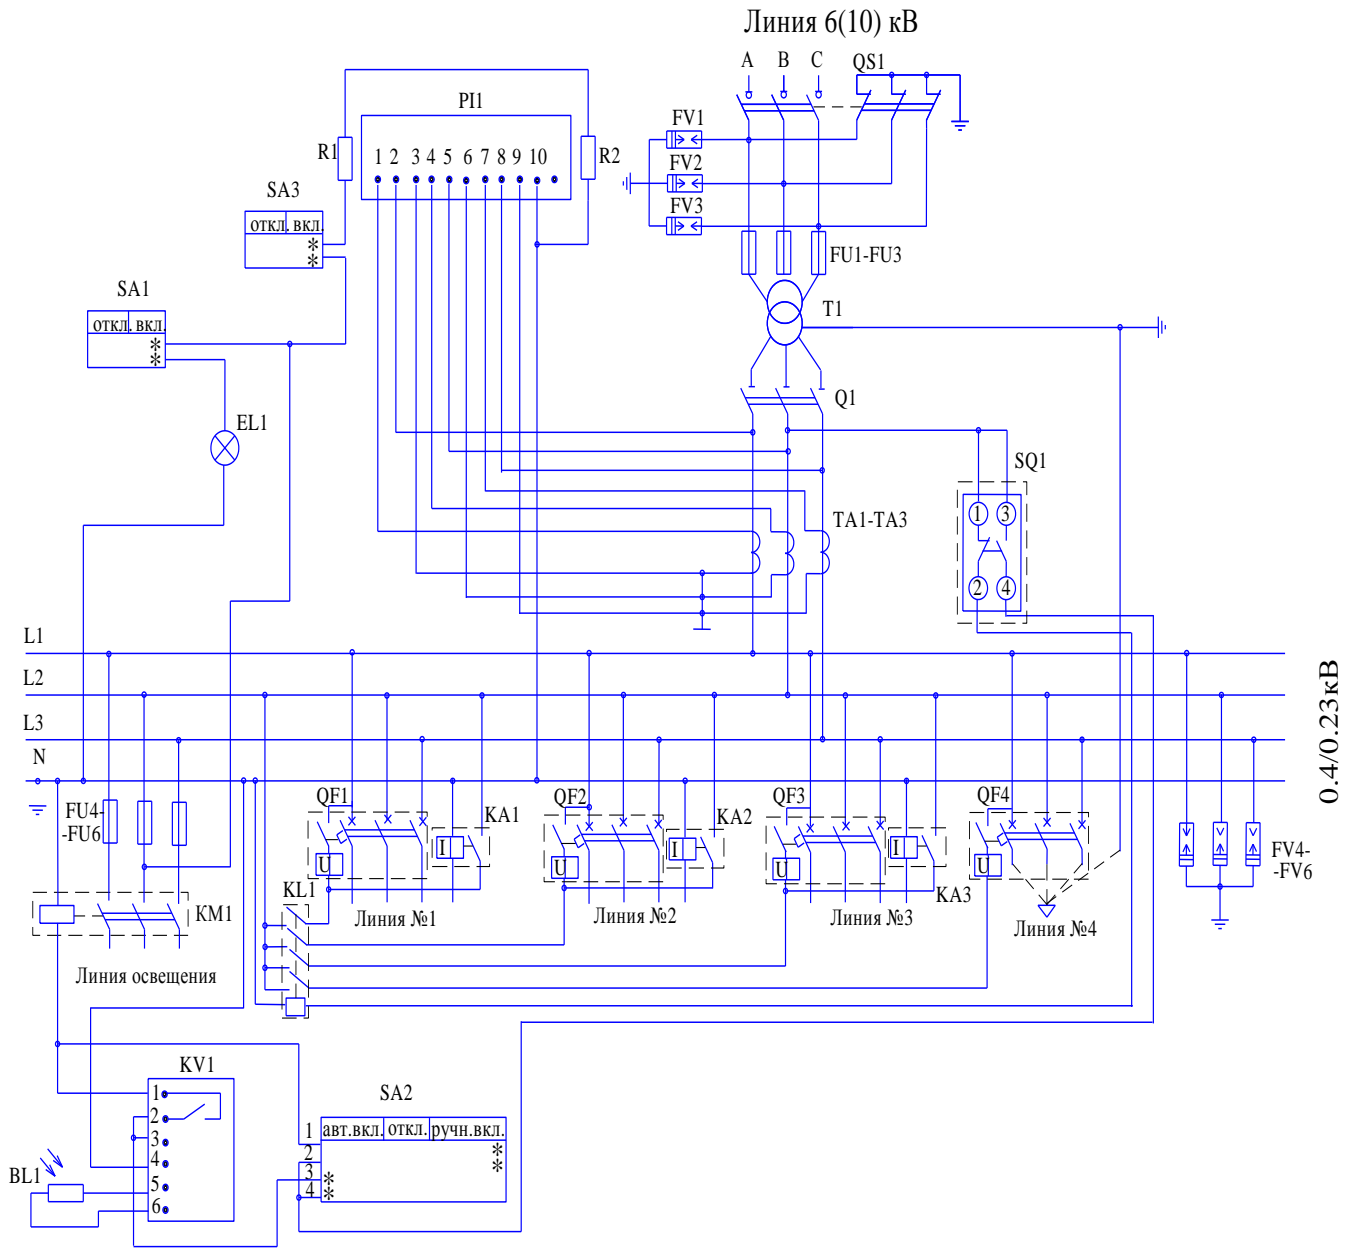 Линия 6(10) кВ
A B C QS1
PI1
FV1
R1 1 2 3 4 5 6 7 8 9 10 R2
FV2
SA3
FV3
откл. вкл.
*
*
FU1-FU3
SA1
T1
откл. вкл.
*
*
Q1
EL1
SQ1
1 3
TA1-TA3
2 4
L1
L2
L3
N
0.4/0.23кВ
FU4-
-FU6
QF1
KA1
QF2
KA2
QF3
QF4
I
I
I
U
U
U
U
FV4-
-FV6
KL1
KA3
KM1
Линия №1
Линия №2
Линия №3
Линия №4
Линия освещения
KV1
SA2
1
2
3
4
5
6
BL1
авт.вкл. откл. ручн.вкл.
1
2 *
*
3 *
4 *